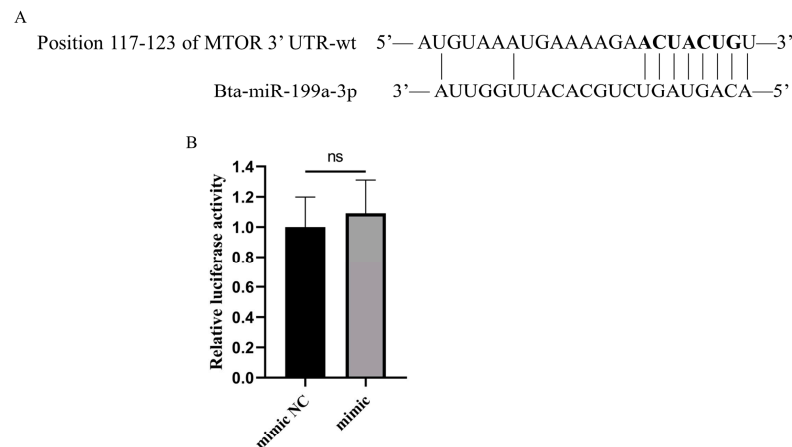 A
Position 117-123 of MTOR 3’ UTR-wt 5’— AUGUAAAUGAAAAGAACUACUGU—3’
Bta-miR-199a-3p 3’— AUUGGUUACACGUCUGAUGACA—5’
B
ns
Relative luciferase activity
1.4
1.2
1.0
0.8
0.6
0.4
0.2
0.0
mimic NC
mimic